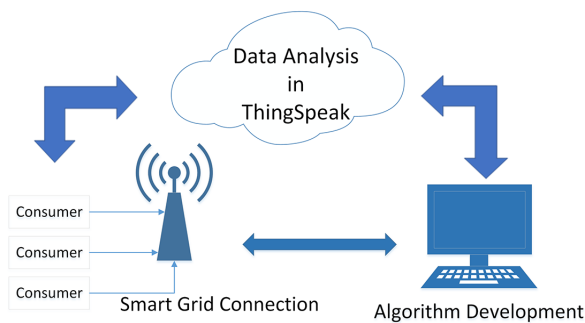 Data Analysis
in
ThingSpeak
Consumer
Consumer
Consumer
Smart Grid Connection
Algorithm Development